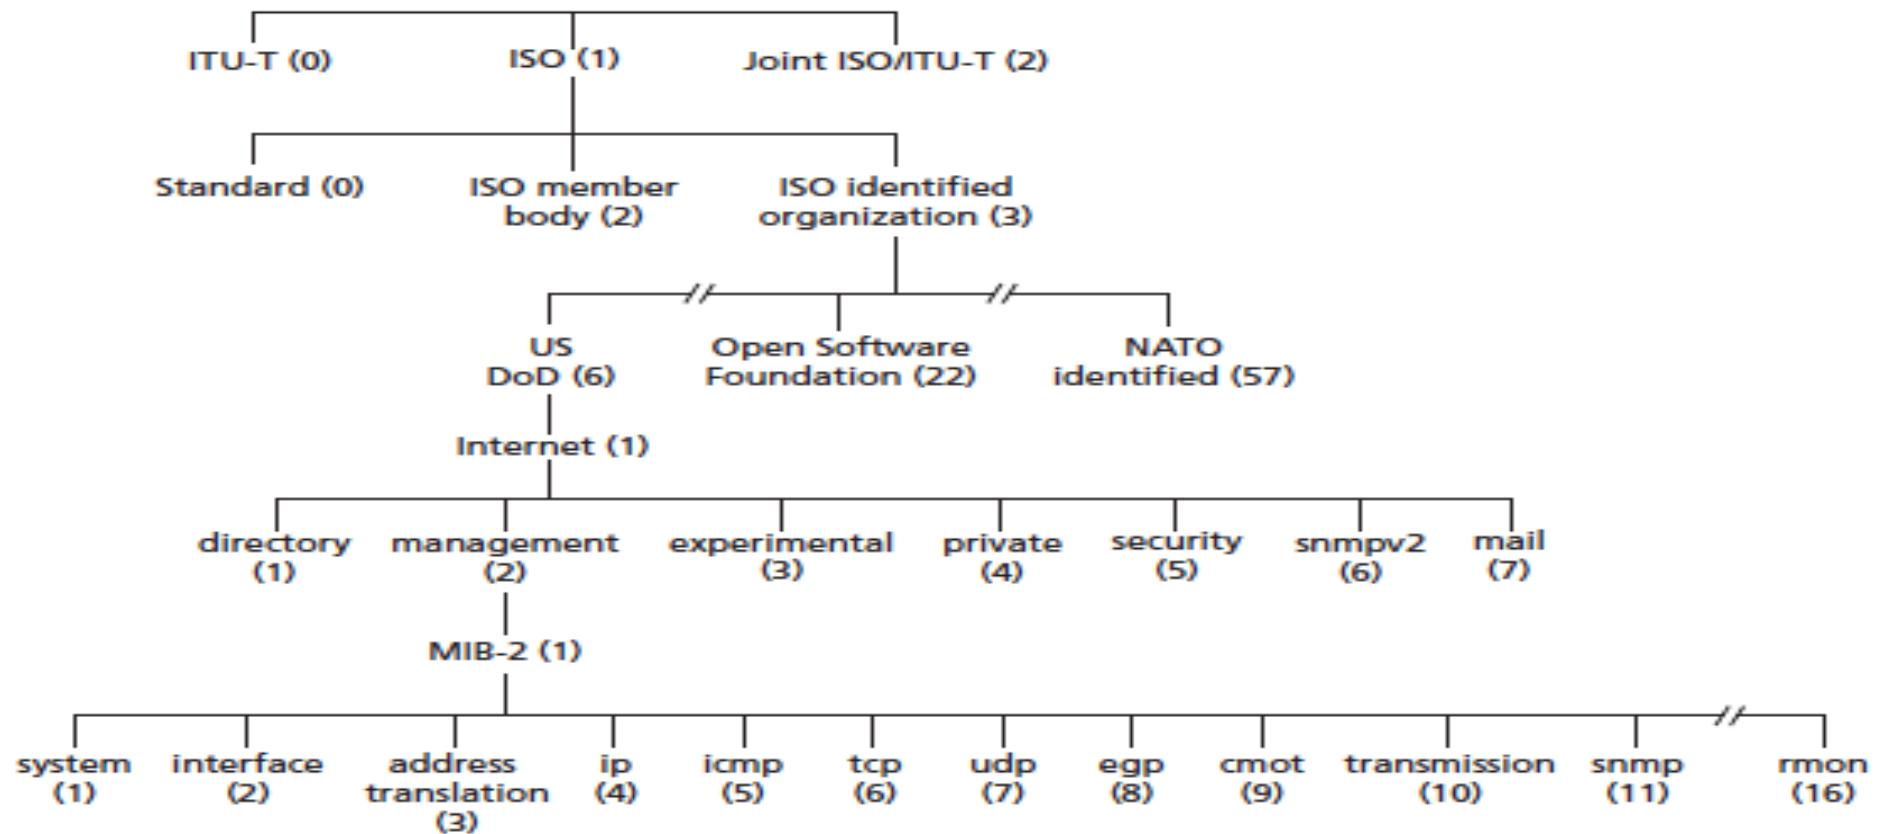 ITU-T (0)
ISO (1)
Joint ISO/ITU-T (2)
Standard (0)
ISO member
body (2)
ISO identified
organization (3)
US
DoD (6)
Open Software
Foundation (22)
NATO
identified (57)
Internet (1)
directory
(1)
management
(2)
experimental
(3)
private
(4)
security
(5)
snmpv2
(6)
mail
(7)
MIB-2 (1)
system
(1)
interface
(2)
address
translation
(3)
ip
(4)
icmp
(5)
tcp
(6)
udp
(7)
egp
(8)
cmot
(9)
transmission
(10)
snmp
(11)
rmon
(16)